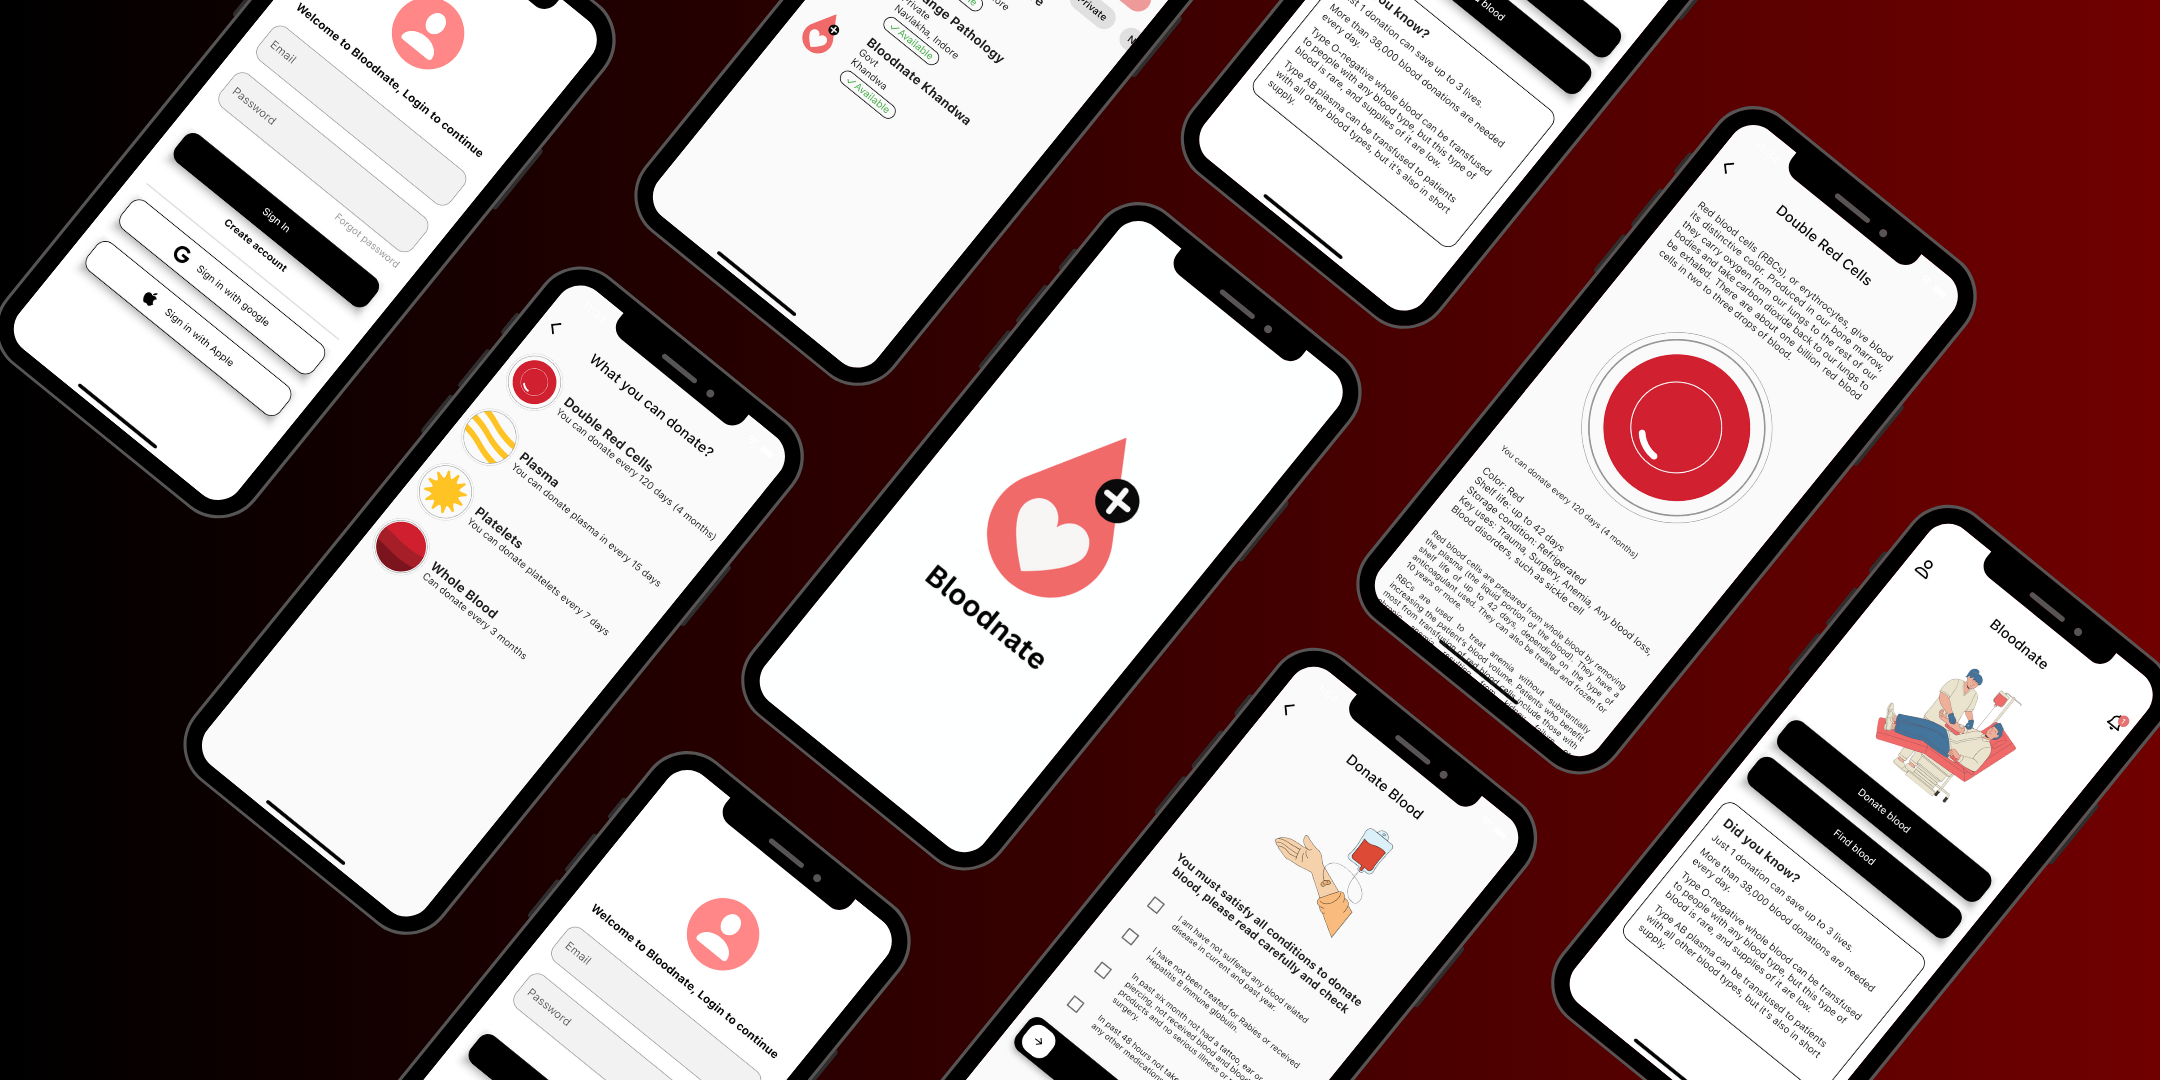 Welcome to Bloodnate, Login to continue
Email
Password
Forgot password
Sign In
Create account
Sign in with google
Sign in with Apple
ange Pathology
Private
Navlakha, Indore
Available
Bloodnate Khandwa
Govt
Khandwa
Available
Private
you know?
Just 1 donation can save up to 3 lives.
More than 38,000 blood donations are needed
every day.
Type O-negative whole blood can be transfused
to people with any blood type, but this type of
blood is rare, and supplies of it are low.
Type AB plasma can be transfused to patients
with all other blood types, but it's also in short
supply.
What you can donate?
Double Red Cells
You can donate every 120 days (4 months)
Plasma
You can donate plasma in every 15 days
Platelets
You can donate platelets every 7 days
Whole Blood
Can donate every 3 months
Bloodnate
Double Red Cells
Red blood cells (RBCs), or erythrocytes, give blood
its distinctive color. Produced in our bone marrow,
they carry oxygen from our lungs to the rest of our
bodies and take carbon dioxide back to our lungs to
be exhaled. There are about one billion red blood
cells in two to three drops of blood.
You can donate every 120 days (4 months)
Color: Red
Shelf life: up to 42 days
Storage condition: Refrigerated
Key uses: Trauma, Surgery, Anemia, Any blood loss,
Blood disorders, such as sickle cell
Red blood cells are prepared from whole blood by removing
the plasma (the liquid portion of the blood). They have a
shelf life of up to 42 days, depending on the type of
anticoagulant used. They can also be treated and frozen for
10 years or more.
RBCs are used to treat anemia without substantially
increasing the patient's blood volume. Patients who benefit
most from transfusion of red blood cells include those with
Welcome to Bloodnate, Login to continue
Email
Password
Donate Blood
You must satisfy all conditions to donate
blood, please read carefully and check
I am have not suffered any blood related
disease in current and past year.
I have not been treated for Rabies or received
Hepatitis B immune globulin.
In past six month not had a tattoo, ear or
piercing, not received blood and blood
products and no serious illness or
surgery.
In past 48 hours not take
any other medications
Bloodnate
Donate blood
Find blood
Did you know?
Just 1 donation can save up to 3 lives.
More than 38,000 blood donations are needed
every day.
Type O-negative whole blood can be transfused
to people with any blood type, but this type of
blood is rare, and supplies of it are low.
Type AB plasma can be transfused to patients
with all other blood types, but it's also in short
supply.